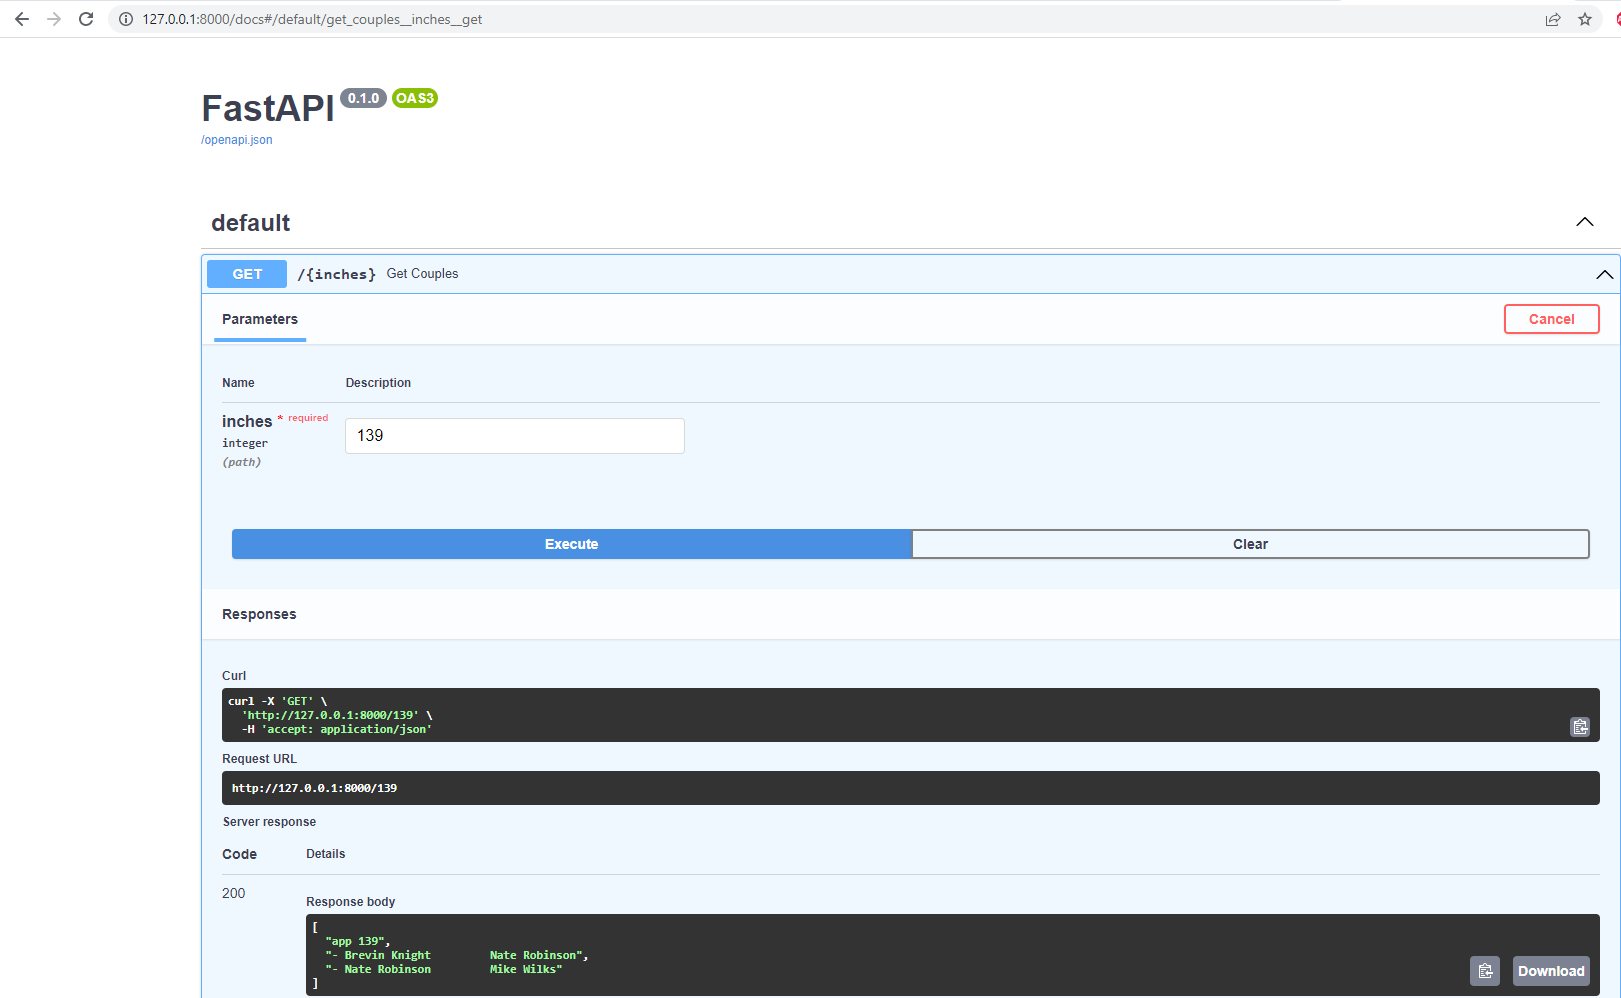 127.0.0.1:8000/docs#/default/get_couples__inches__get
FastAPI 0.1.0 OAS3
/openapi.json
default
GET /{inches} Get Couples
Parameters Cancel
Name Description
inches * required 139
integer
(path)
Execute Clear
Responses
Curl
curl -X 'GET' \
'http://127.0.0.1:8000/139' \
-H 'accept: application/json'
Request URL
http://127.0.0.1:8000/139
Server response
Code Details
200
Response body
[
"app 139",
"- Brevin Knight Nate Robinson",
"- Nate Robinson Mike Wilks"
]
Download